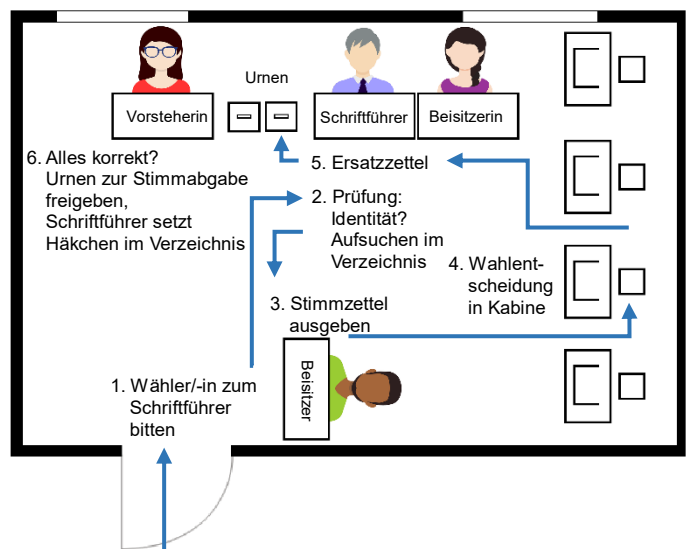 Urnen
Vorsteherin
Schriftführer
Beisitzerin
6. Alles korrekt?
Urnen zur Stimmabgabe
freigeben,
Schriftführer setzt
Häkchen im Verzeichnis
5. Ersatzzettel
2. Prüfung:
Identität?
Aufsuchen im
Verzeichnis
4. Wahlent-
scheidung
in Kabine
3. Stimmzettel
ausgeben
Beisitzer
1. Wähler/-in zum
Schriftführer
bitten